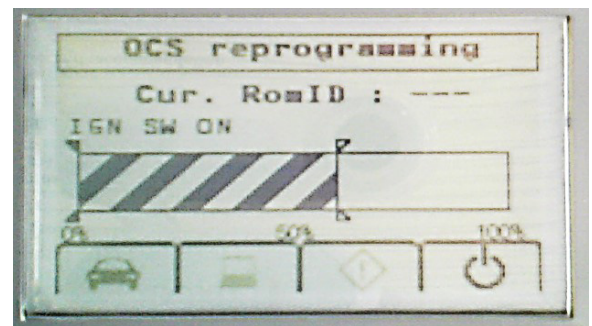 OCS reprogramming
Cur. RomID : ---
IGN SW ON
0% 50% 100%